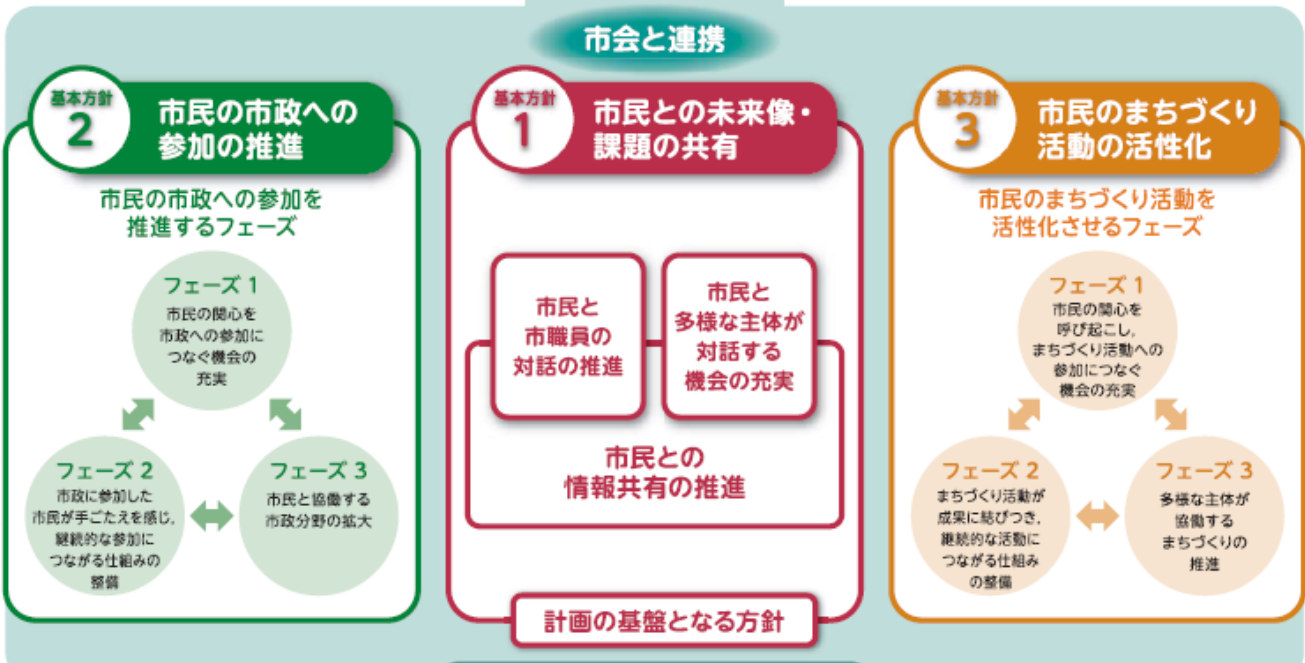 市会と連携
基本方針
2
市民の市政への
参加の推進
市民の市政への参加を
推進するフェーズ
フェーズ 1
市民の関心を
市政への参加に
つなぐ機会の
充実
フェーズ 2
市政に参加した
市民が手ごたえを感じ,
継続的な参加に
つながる仕組みの
整備
フェーズ 3
市民と協働する
市政分野の拡大
基本方針
1
市民との未来像・
課題の共有
市民と
市職員の
対話の推進
市民と
多様な主体が
対話する
機会の充実
市民との
情報共有の推進
計画の基盤となる方針
基本方針
3
市民のまちづくり
活動の活性化
市民のまちづくり活動を
活性化させるフェーズ
フェーズ 1
市民の関心を
呼び起こし,
まちづくり活動への
参加につなぐ
機会の充実
フェーズ 2
まちづくり活動が
成果に結びつき,
継続的な活動に
つながる仕組み
の整備
フェーズ 3
多様な主体が
協働する
まちづくりの
推進